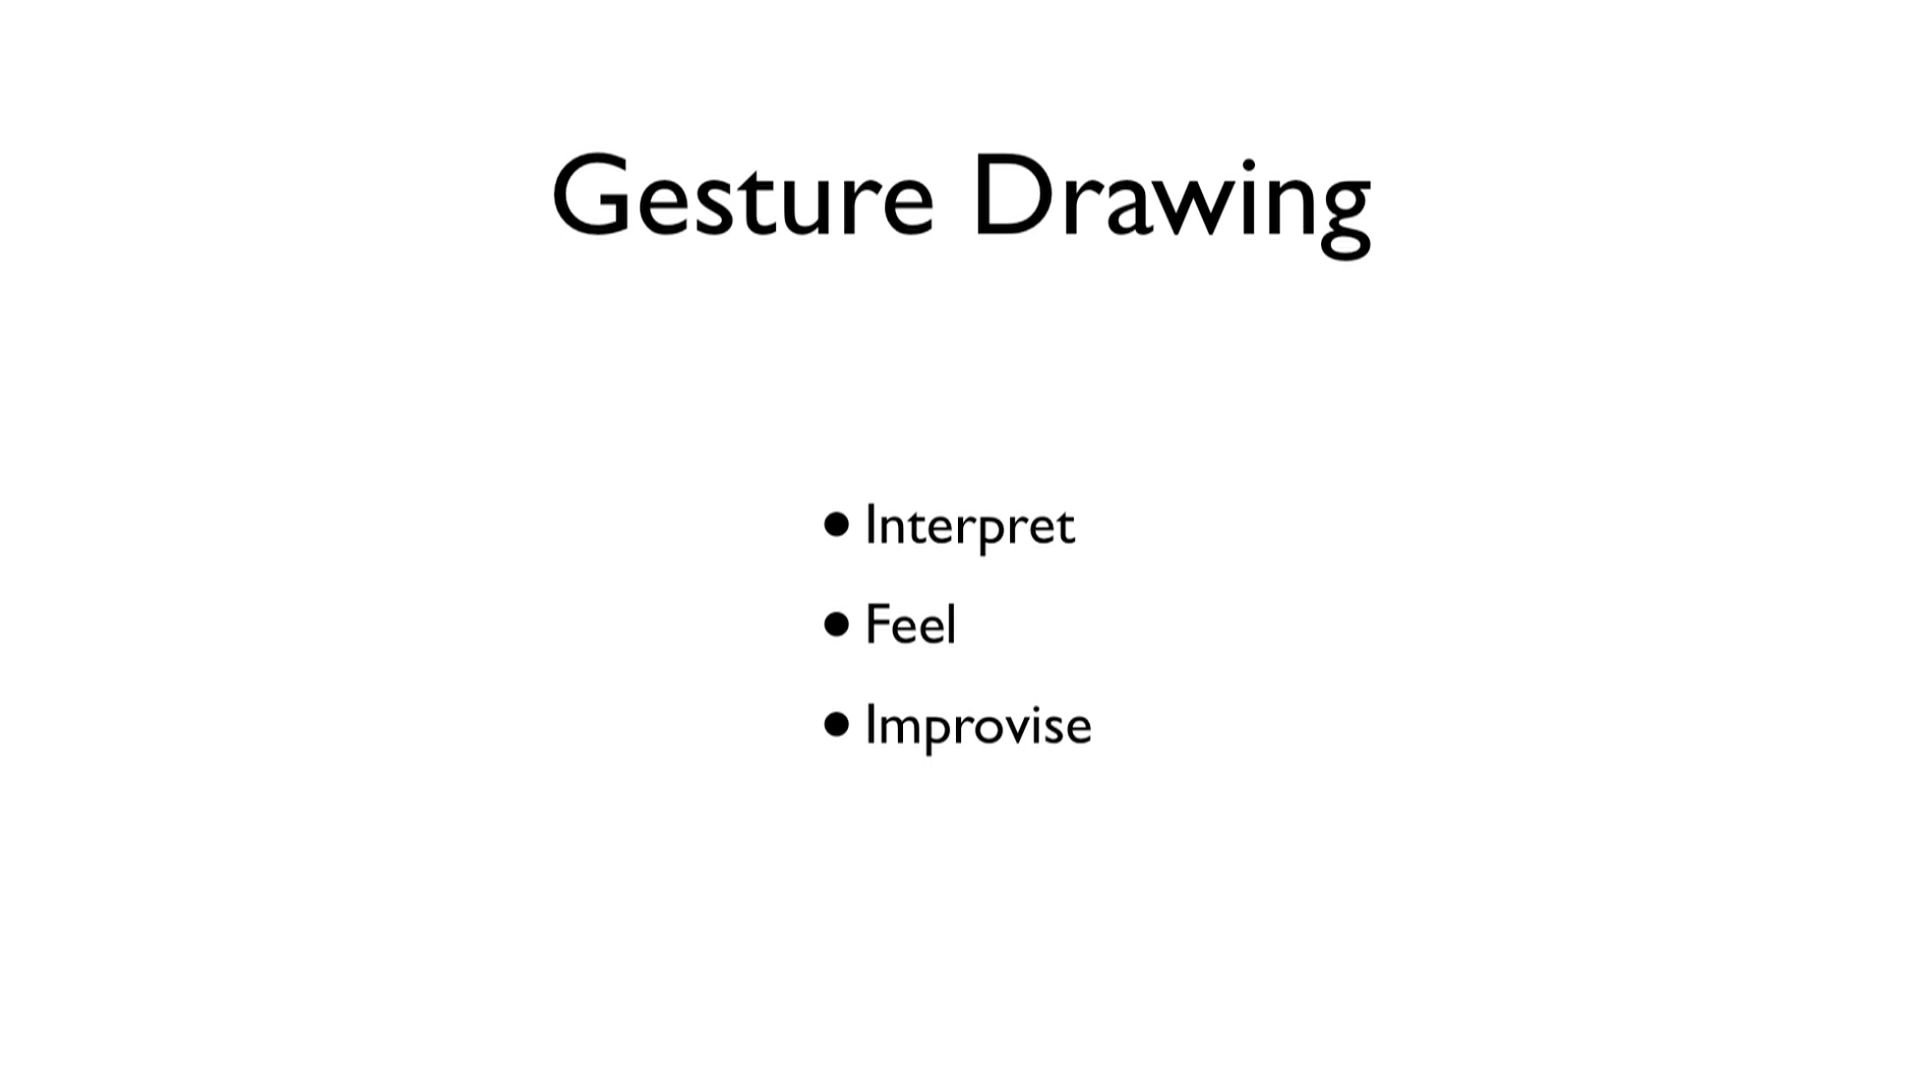 Gesture Drawing
• Interpret
• Feel
• Improvise